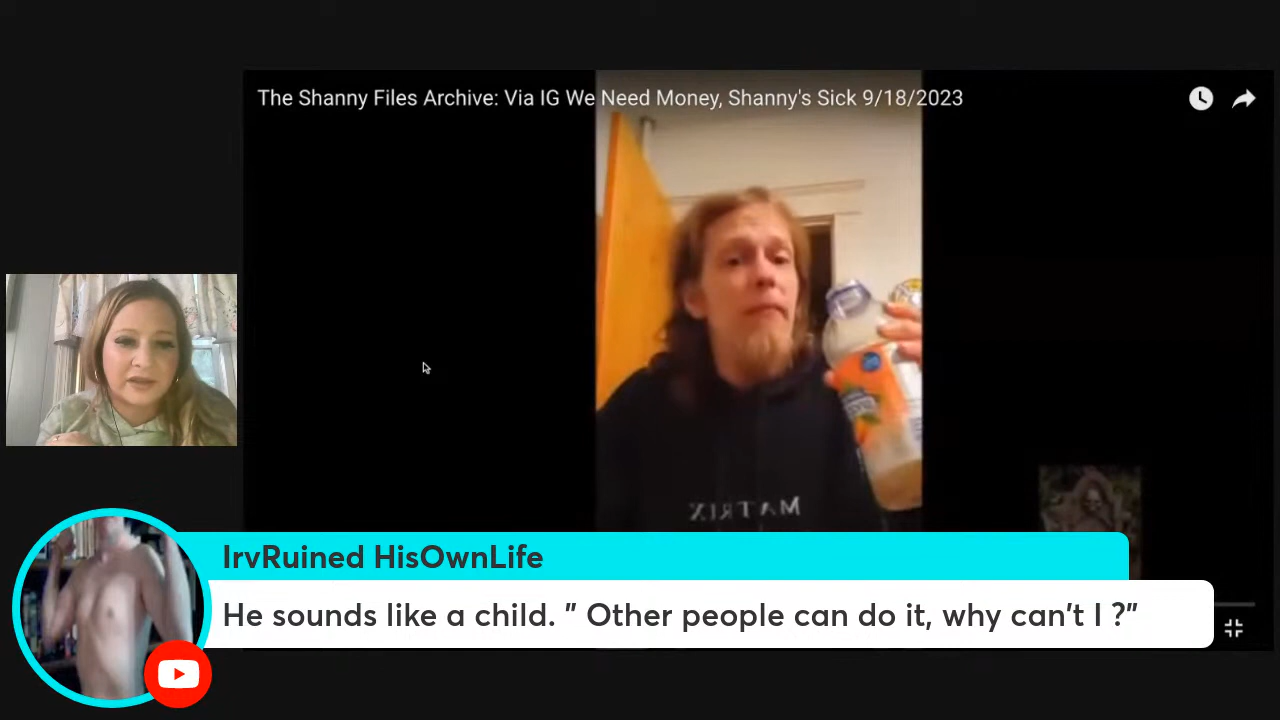 The Shanny Files Archive: Via IG We Need Money, Shanny's Sick 9/18/2023
MATRIX
IrvRuined HisOwnLife
He sounds like a child. " Other people can do it, why can't I ?"